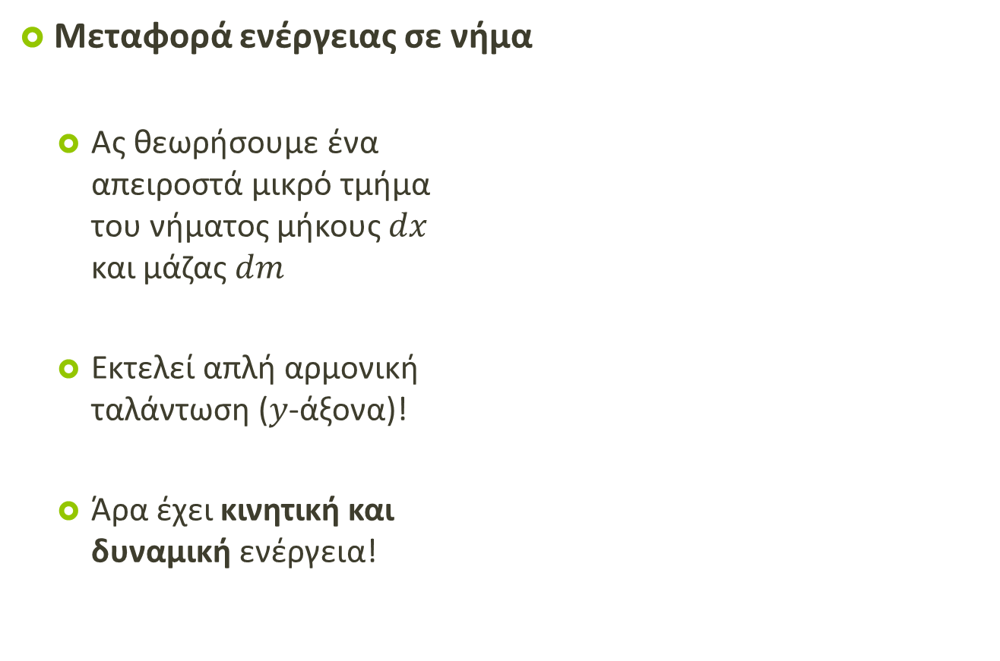 Μεταφορά ενέργειας σε νήμα
Ας θεωρήσουμε ένα
απειροστά μικρό τμήμα
του νήματος μήκους dx
και μάζας dm
Εκτελεί απλή αρμονική
ταλάντωση (y-άξονα)!
Άρα έχει κινητική και
δυναμική ενέργεια!